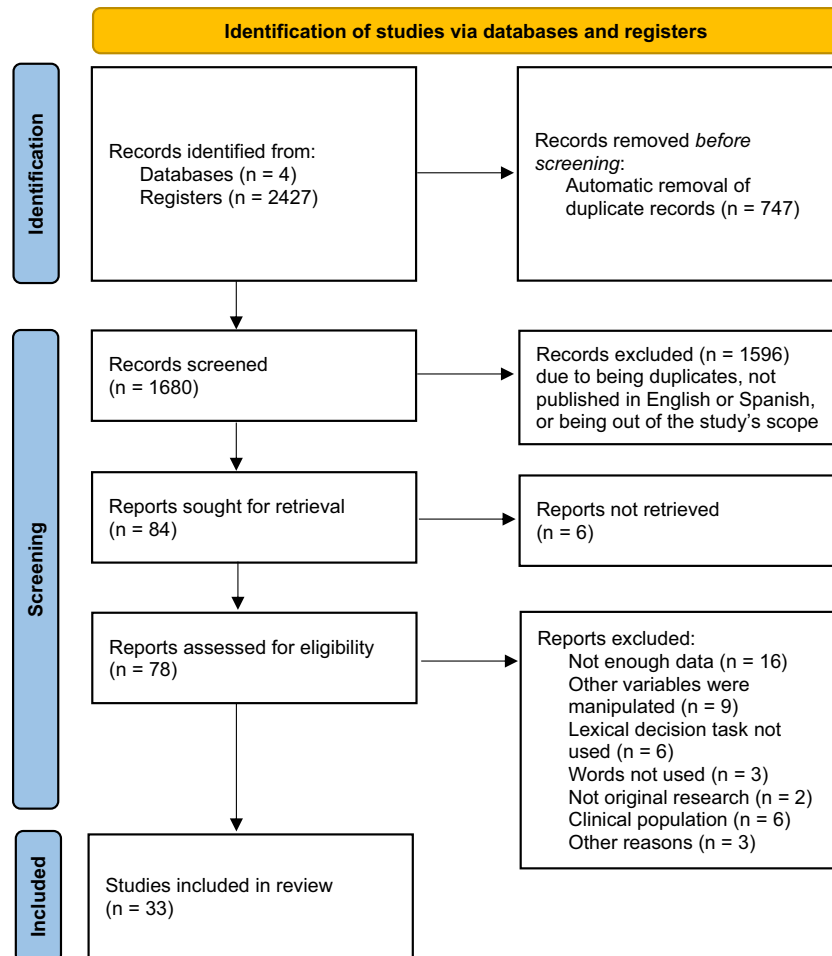 Identification of studies via databases and registers
Identification
Records identified from:
Databases (n = 4)
Registers (n = 2427)
Records removed before
screening:
Automatic removal of
duplicate records (n = 747)
Screening
Records screened
(n = 1680)
Records excluded (n = 1596)
due to being duplicates, not
published in English or Spanish,
or being out of the study’s scope
Reports sought for retrieval
(n = 84)
Reports not retrieved
(n = 6)
Reports assessed for eligibility
(n = 78)
Reports excluded:
Not enough data (n = 16)
Other variables were
manipulated (n = 9)
Lexical decision task not
used (n = 6)
Words not used (n = 3)
Not original research (n = 2)
Clinical population (n = 6)
Other reasons (n = 3)
Included
Studies included in review
(n = 33)